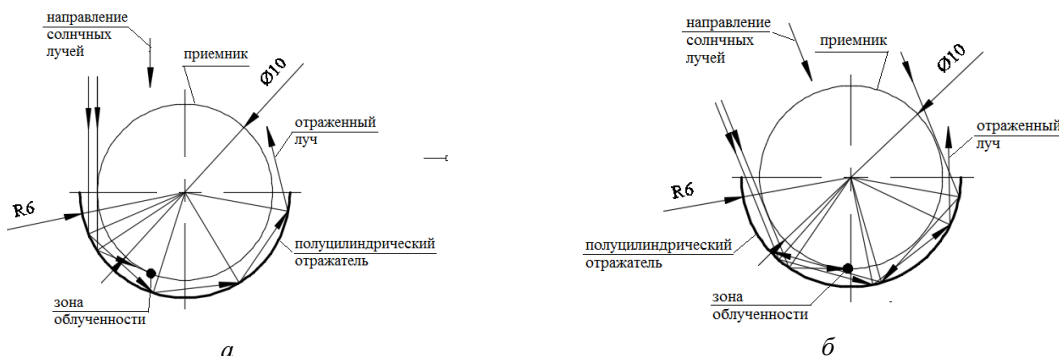 направление
солнчных
лучей
приемник
Ø10
отраженный
луч
R6
полуцилиндрический
отражатель
зона
облученности
а
направление
солнчных
лучей
приемник
Ø10
отраженный
луч
R6
полуцилиндрический
отражатель
зона
облученности
б